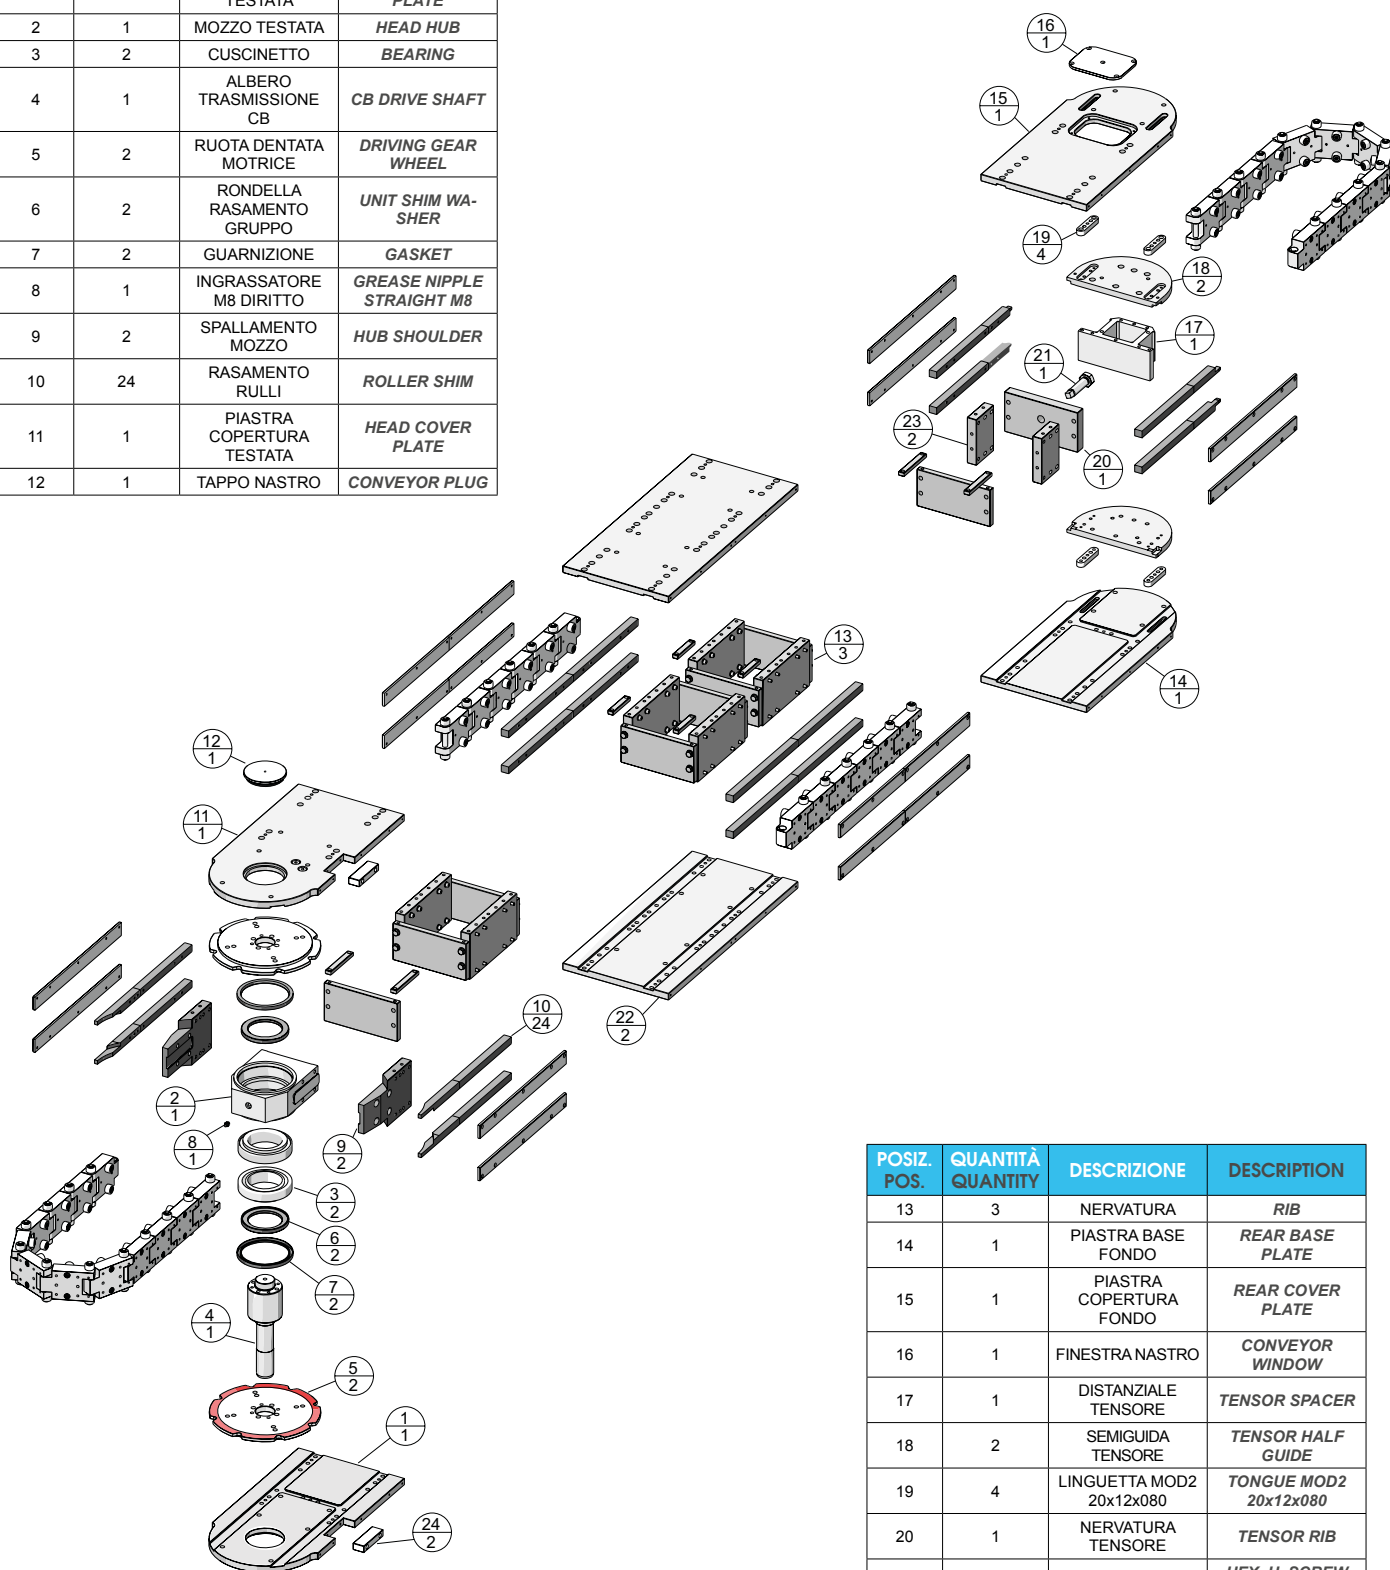 TESTATA PLATE
2 1 MOZZO TESTATA HEAD HUB
3 2 CUSCINETTO BEARING
4 1 ALBERO TRASMISSIONE CB CB DRIVE SHAFT
5 2 RUOTA DENTATA MOTRICE DRIVING GEAR WHEEL
6 2 RONDELLA RASAMENTO GRUPPO UNIT SHIM WA-SHER
7 2 GUARNIZIONE GASKET
8 1 INGRASSATORE M8 DIRITTO GREASE NIPPLE STRAIGHT M8
9 2 SPALLAMENTO MOZZO HUB SHOULDER
10 24 RASAMENTO RULLI ROLLER SHIM
11 1 PIASTRA COPERTURA TESTATA HEAD COVER PLATE
12 1 TAPPO NASTRO CONVEYOR PLUG
16
1
15
1
19
4
18
2
17
1
21
1
23
2
20
1
13
3
14
1
12
1
11
1
10
24
22
2
2
1
8
1
9
2
3
2
6
2
7
2
4
1
5
2
1
1
24
2
POSIZ. POS. QUANTITÀ QUANTITY DESCRIZIONE DESCRIPTION
13 3 NERVATURA RIB
14 1 PIASTRA BASE FONDO REAR BASE PLATE
15 1 PIASTRA COPERTURA FONDO REAR COVER PLATE
16 1 FINESTRA NASTRO CONVEYOR WINDOW
17 1 DISTANZIALE TENSORE TENSOR SPACER
18 2 SEMIGUIDA TENSORE TENSOR HALF GUIDE
19 4 LINGUETTA MOD2 20x12x080 TONGUE MOD2 20x12x080
20 1 NERVATURA TENSORE TENSOR RIB
HEX. H. SCREW